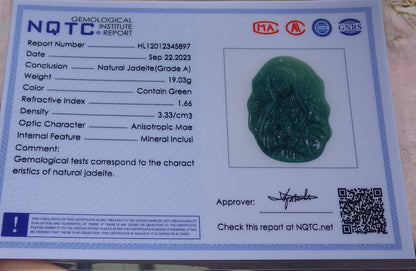 NQTC
GEMOLOGICAL
INSTITUTE
REPORT
MA
GNRS
Report Number HL12012345897
Date Sep 22,2023
Conclusion Natural Jadeite(Grade A)
Weight 19.03g
Color Contain Green
Refractive Index 1.66
Density 3.33/cm3
Optic Character Anisotropic Mae
Internal Feature Mineral Inclusi
Comment:
Gemological tests correspond to the charact
eristics of natural jadeite.
Approver:
Check this report at NQTC.net